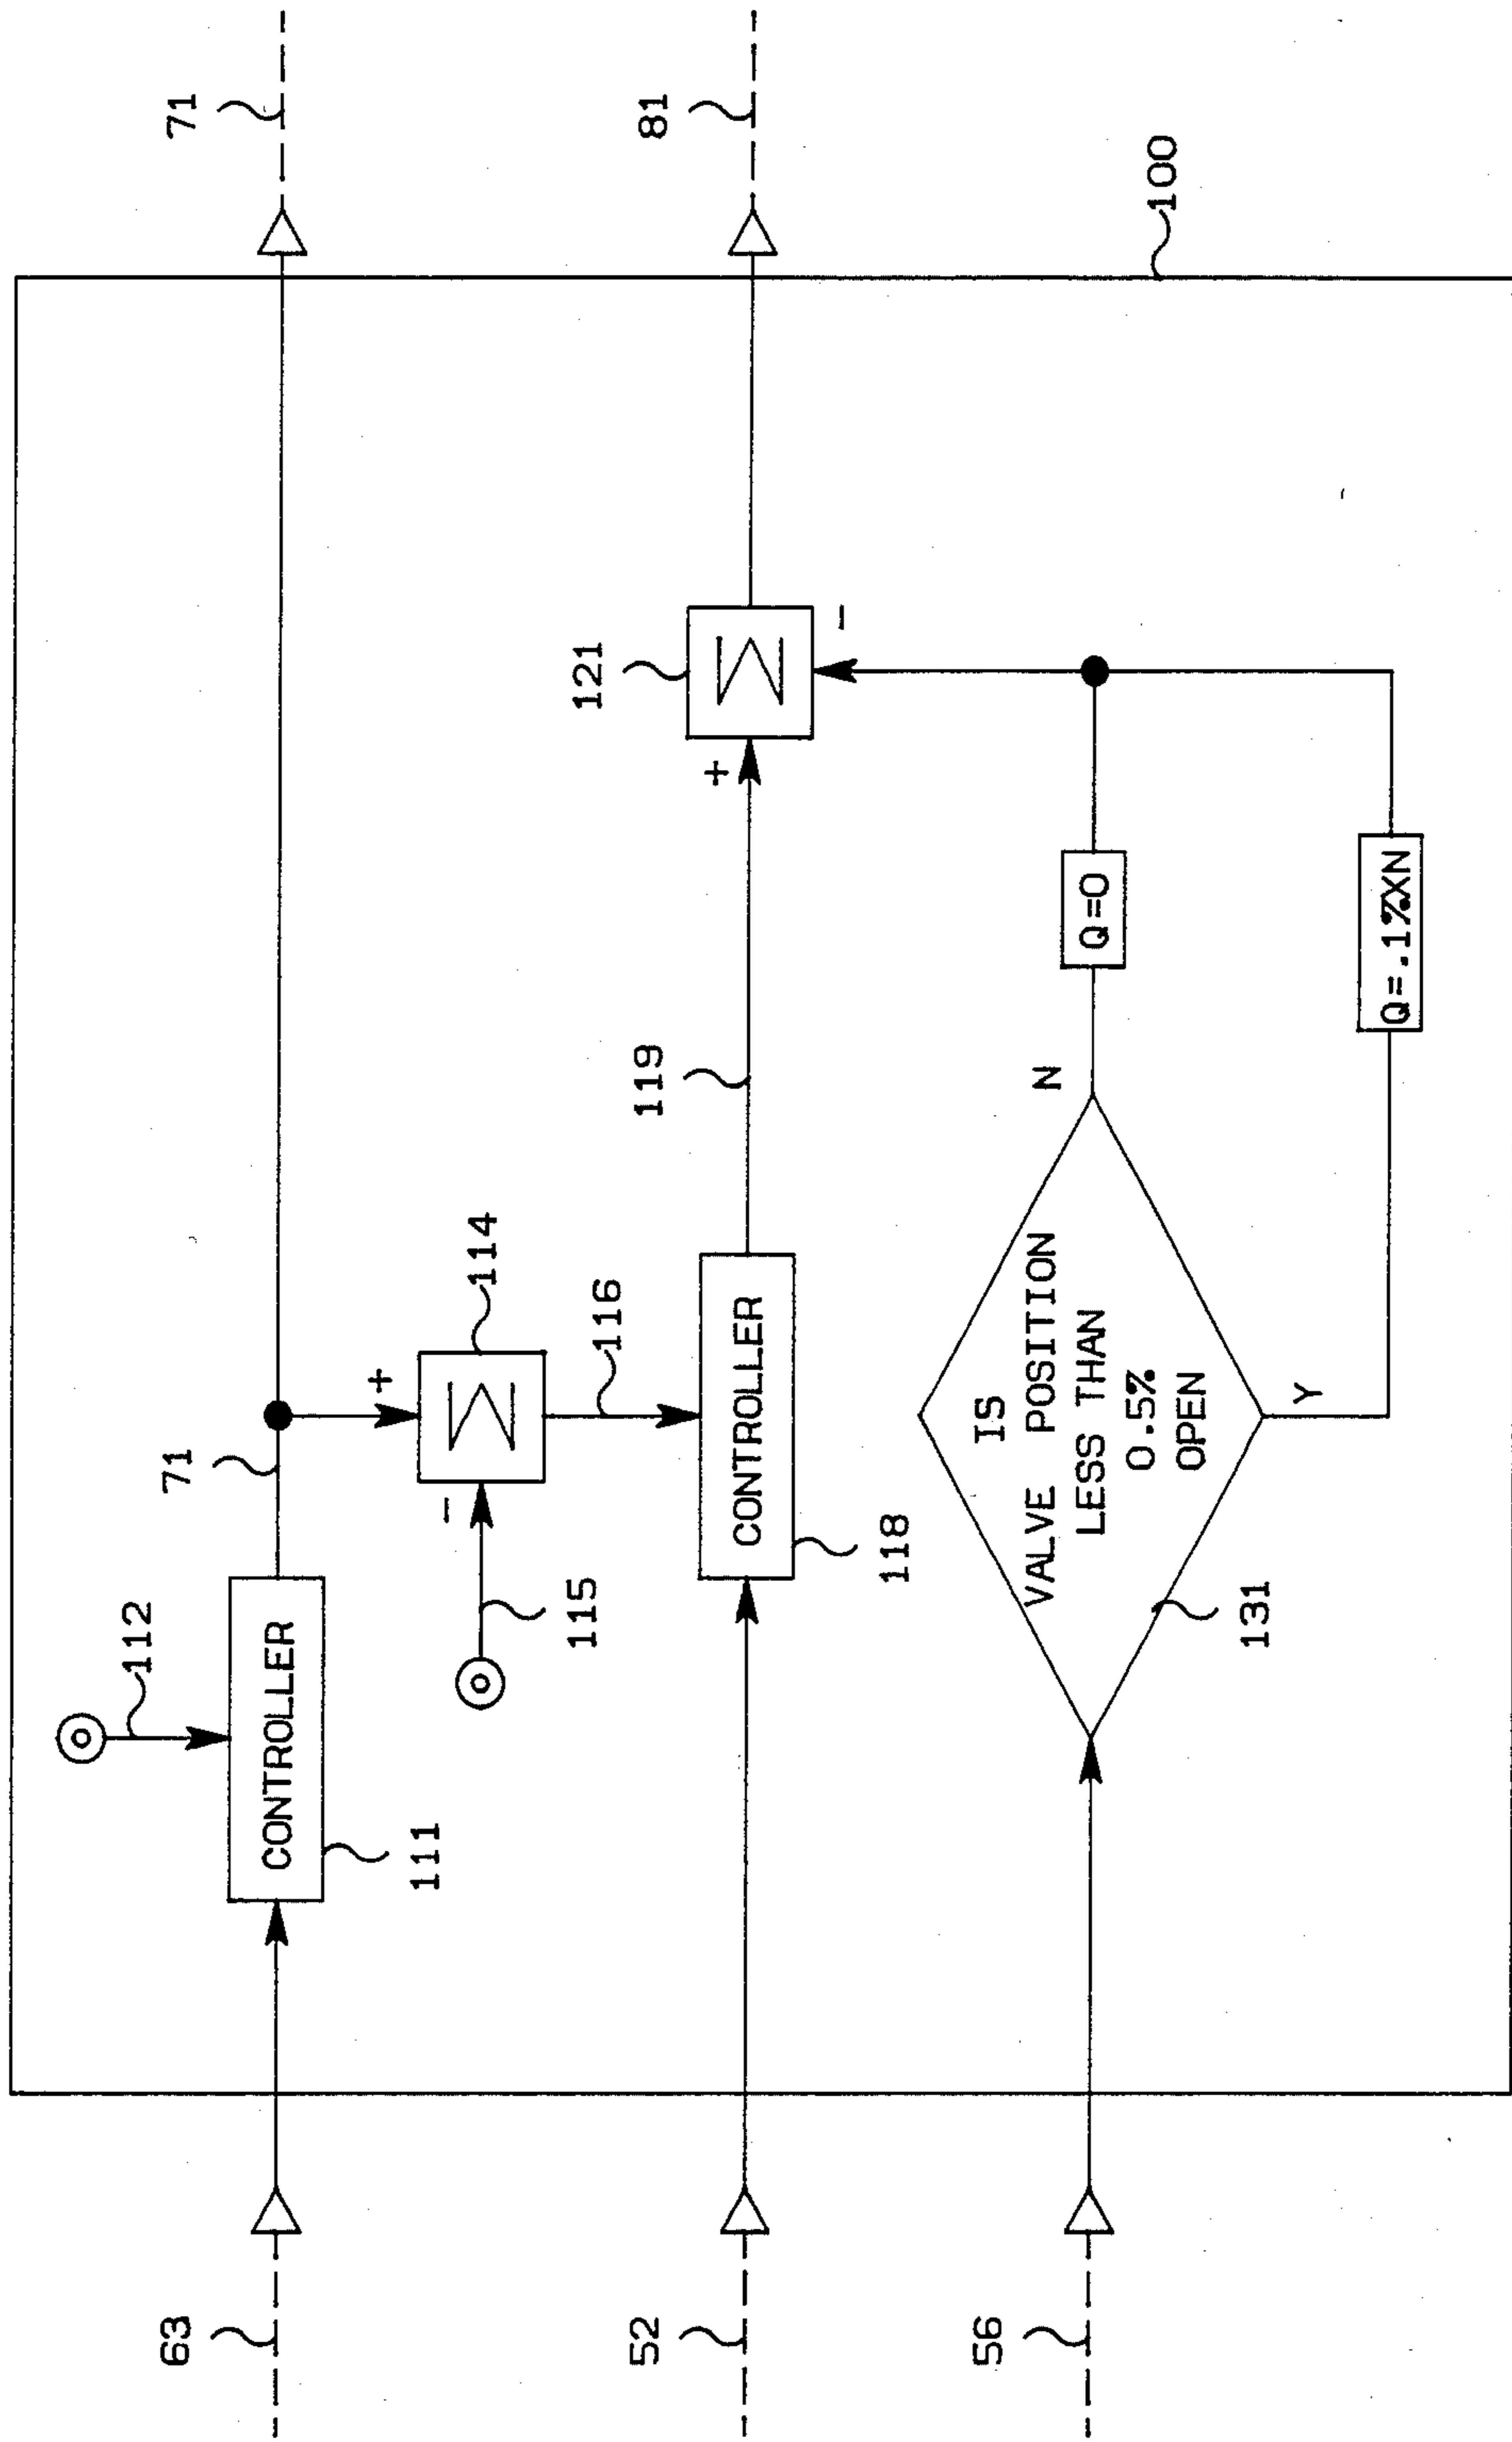 71
81
100
112
CONTROLLER
111
71
+
-
Σ
114
115
116
CONTROLLER
118
119
+
-
Σ
121
IS
VALVE POSITION
LESS THAN
0.5%
OPEN
131
N
Y
Q=0
Q=.1%XN
63
52
56